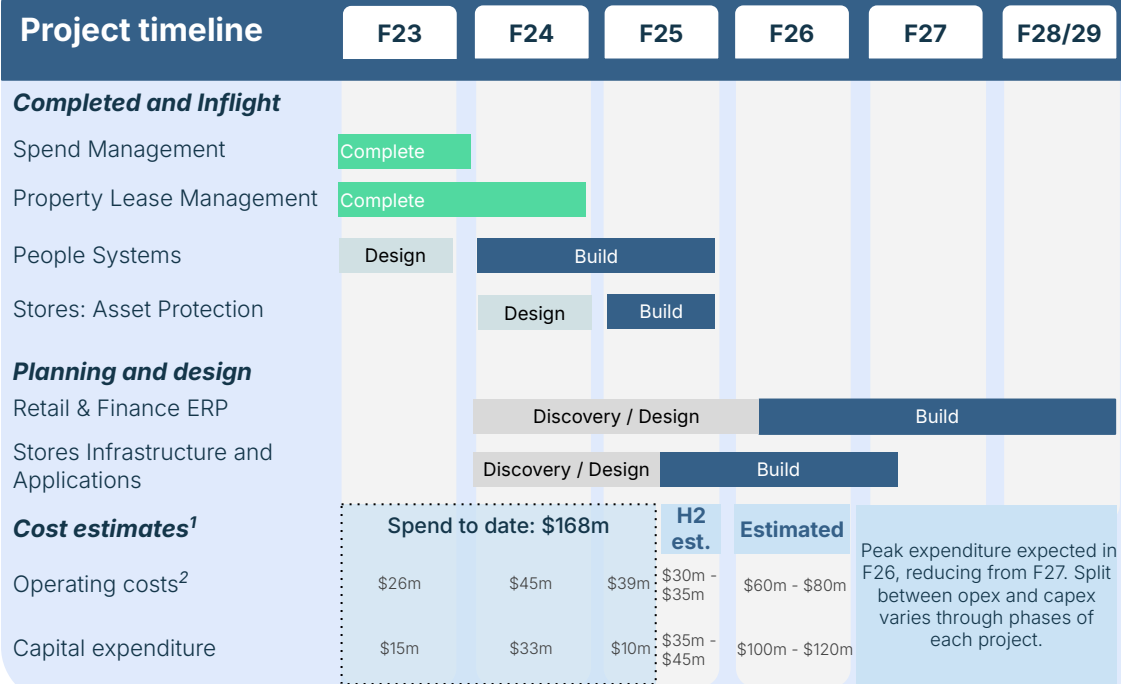 Project timeline
F23
F24
F25
F26
F27
F28/29
Completed and Inflight
Spend Management
Complete
Property Lease Management
Complete
People Systems
Design
Build
Stores: Asset Protection
Design
Build
Planning and design
Retail & Finance ERP
Discovery / Design
Build
Stores Infrastructure and
Applications
Discovery / Design
Build
Cost estimates1
Spend to date: $168m
H2
est.
Estimated
Operating costs2
$26m
$45m
$39m
$30m -
$35m
$60m - $80m
Capital expenditure
$15m
$33m
$10m
$35m -
$45m
$100m - $120m
Peak expenditure expected in
F26, reducing from F27. Split
between opex and capex
varies through phases of
each project.